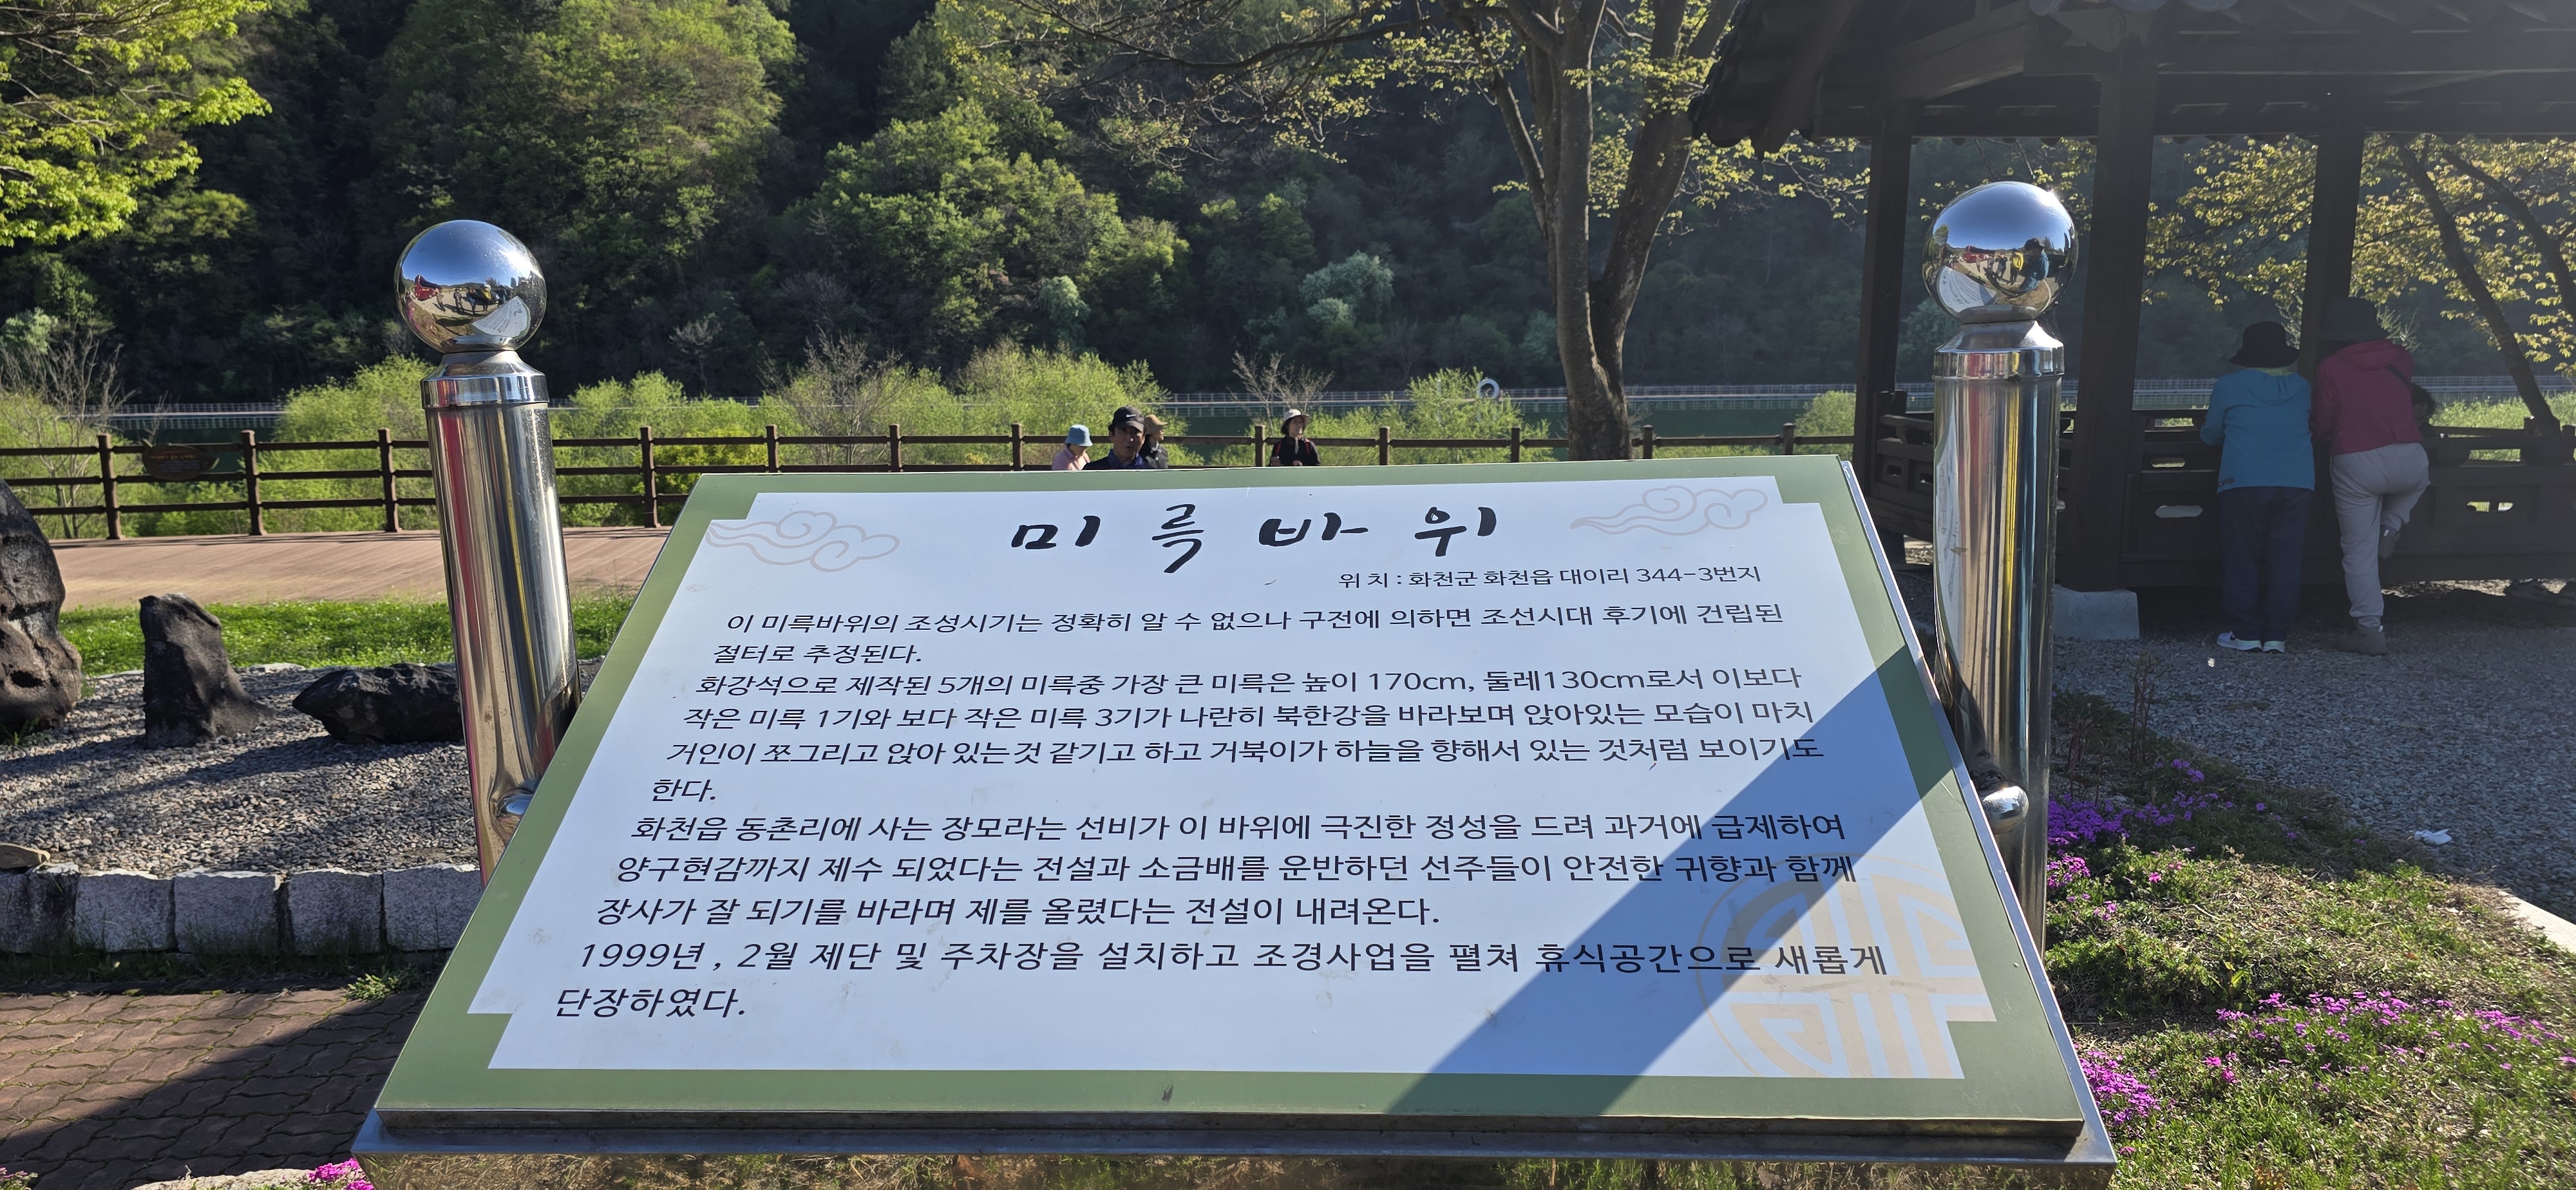 미륵바위
위 치 : 화천군 화천읍 대이리 344-3번지
이 미륵바위의 조성시기는 정확히 알 수 없으나 구전에 의하면 조선시대 후기에 건립된
절터로 추정된다.
화강석으로 제작된 5개의 미륵중 가장 큰 미륵은 높이 170cm, 둘레130cm로서 이보다
작은 미륵 1기와 보다 작은 미륵 3기가 나란히 북한강을 바라보며 앉아있는 모습이 마치
거인이 쪼그리고 앉아 있는것 같기고 하고 거북이가 하늘을 향해서 있는 것처럼 보이기도
한다.
화천읍 동촌리에 사는 장모라는 선비가 이 바위에 극진한 정성을 드려 과거에 급제하여
양구현감까지 제수 되었다는 전설과 소금배를 운반하던 선주들이 안전한 귀향과 함께
장사가 잘 되기를 바라며 제를 올렸다는 전설이 내려온다.
1999년 , 2월 제단 및 주차장을 설치하고 조경사업을 펼쳐 휴식공간으로 새롭게
단장하였다.